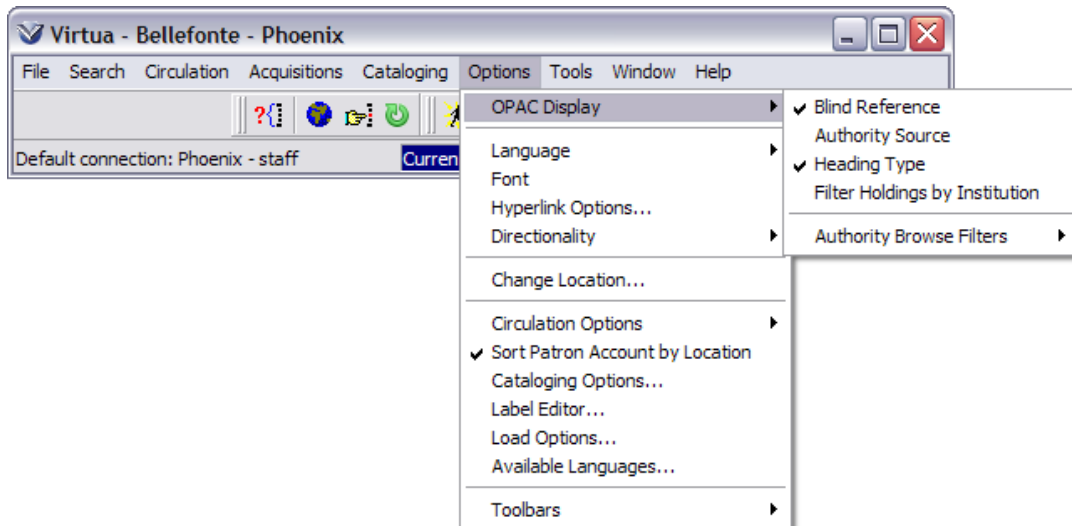 Virtua - Bellefonte - Phoenix
File Search Circulation Acquisitions Cataloging Options Tools Window Help
?{
Default connection: Phoenix - staff
OPAC Display
Language
Font
Hyperlink Options...
Directionality
Change Location...
Circulation Options
Sort Patron Account by Location
Cataloging Options...
Label Editor...
Load Options...
Available Languages...
Toolbars
Blind Reference
Authority Source
Heading Type
Filter Holdings by Institution
Authority Browse Filters